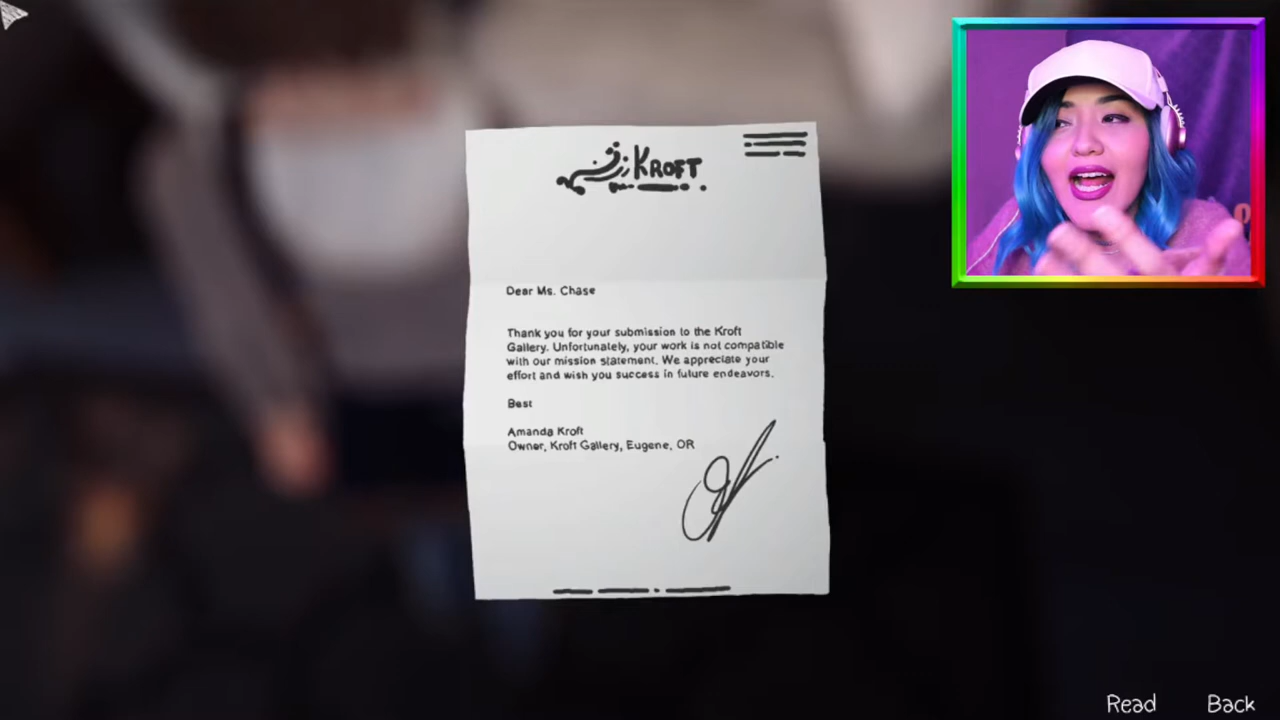 KROFT
Dear Ms. Chase
Thank you for your submission to the Kroft
Gallery. Unfortunately, your work is not compatible
with our mission statement. We appreciate your
effort and wish you success in future endeavors.
Best
Amanda Kroft
Owner, Kroft Gallery, Eugene, OR
Read
Back